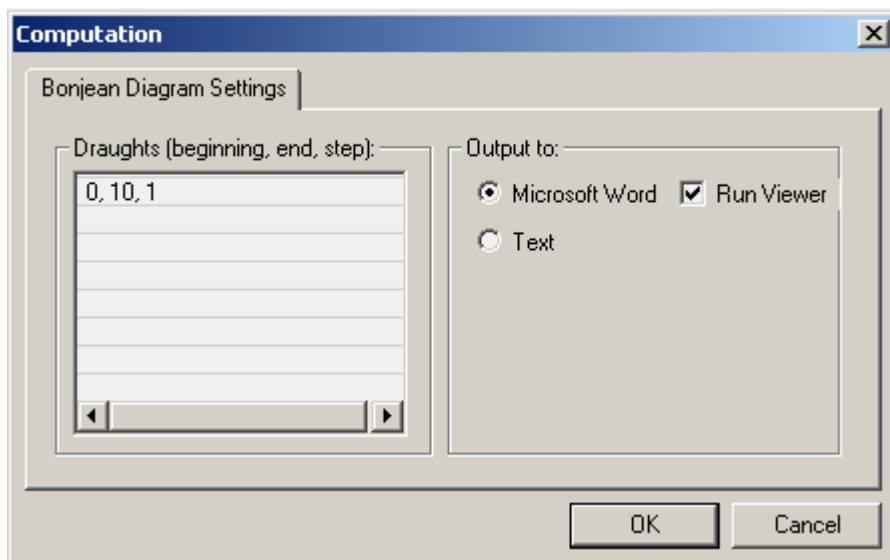 Computation
Bonjean Diagram Settings
Draughts (beginning, end, step):
0, 10, 1
Output to:
Microsoft Word
Run Viewer
Text
OK
Cancel